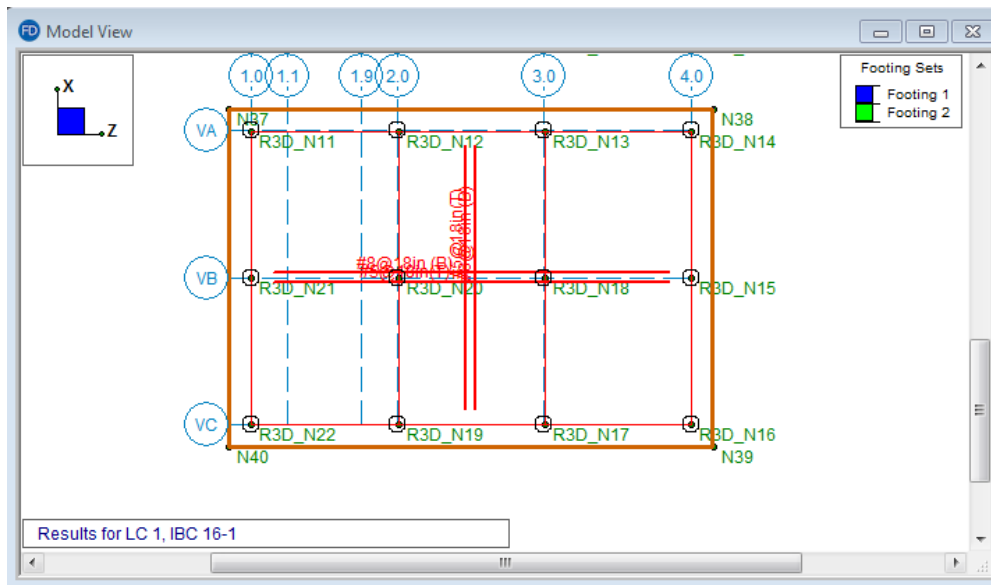 FD Model View
X
Z
1.0 1.1 1.9 2.0 3.0 4.0
Footing Sets
Footing 1
Footing 2
N37 N38
VA
R3D_N11 R3D_N12 R3D_N13 R3D_N14
#8@18in (B)
VB
R3D_N21 R3D_N20 R3D_N18 R3D_N15
VC
R3D_N22 R3D_N19 R3D_N17 R3D_N16
N40 N39
Results for LC 1, IBC 16-1